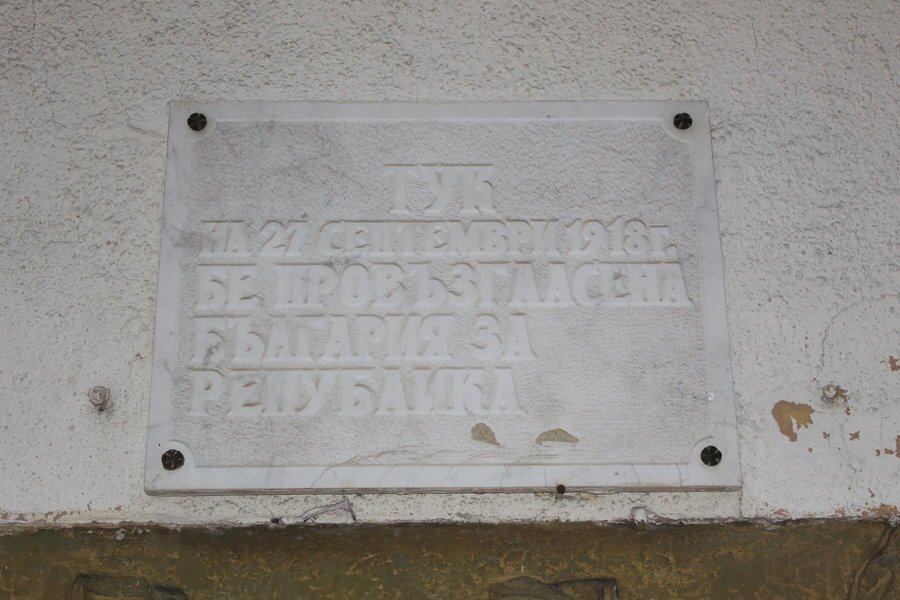 ТУК
НА 27 СЕПТЕМВРИ 1918 г.
БЕ ПРОВЪЗГЛАСЕНА
БЪЛГАРИЯ ЗА
РЕПУБЛИКА